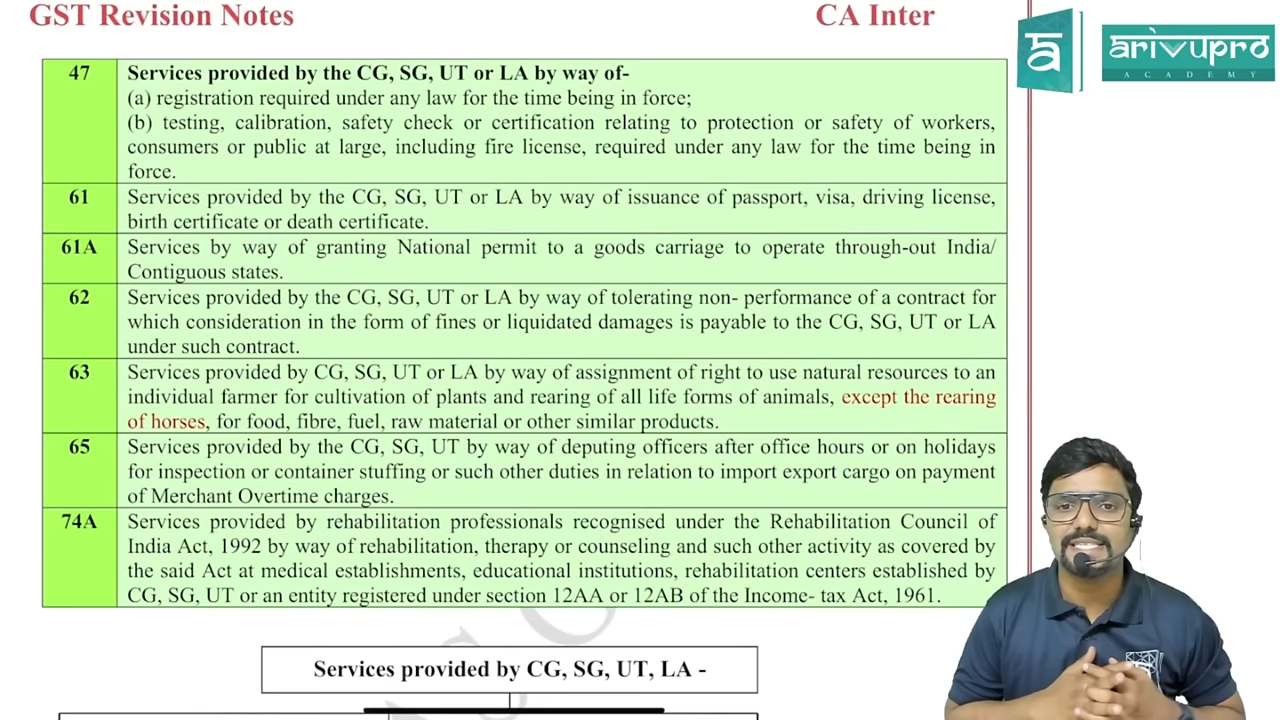 GST Revision Notes
CA Inter
arivupro
ACADEMY
47
Services provided by the CG, SG, UT or LA by way of-
(a) registration required under any law for the time being in force;
(b) testing, calibration, safety check or certification relating to protection or safety of workers,
consumers or public at large, including fire license, required under any law for the time being in
force.
61
Services provided by the CG, SG, UT or LA by way of issuance of passport, visa, driving license,
birth certificate or death certificate.
61A
Services by way of granting National permit to a goods carriage to operate through-out India/
Contiguous states.
62
Services provided by the CG, SG, UT or LA by way of tolerating non- performance of a contract for
which consideration in the form of fines or liquidated damages is payable to the CG, SG, UT or LA
under such contract.
63
Services provided by CG, SG, UT or LA by way of assignment of right to use natural resources to an
individual farmer for cultivation of plants and rearing of all life forms of animals, except the rearing
of horses, for food, fibre, fuel, raw material or other similar products.
65
Services provided by the CG, SG, UT by way of deputing officers after office hours or on holidays
for inspection or container stuffing or such other duties in relation to import export cargo on payment
of Merchant Overtime charges.
74A
Services provided by rehabilitation professionals recognised under the Rehabilitation Council of
India Act, 1992 by way of rehabilitation, therapy or counseling and such other activity as covered by
the said Act at medical establishments, educational institutions, rehabilitation centers established by
CG, SG, UT or an entity registered under section 12AA or 12AB of the Income- tax Act, 1961.
Services provided by CG, SG, UT, LA -